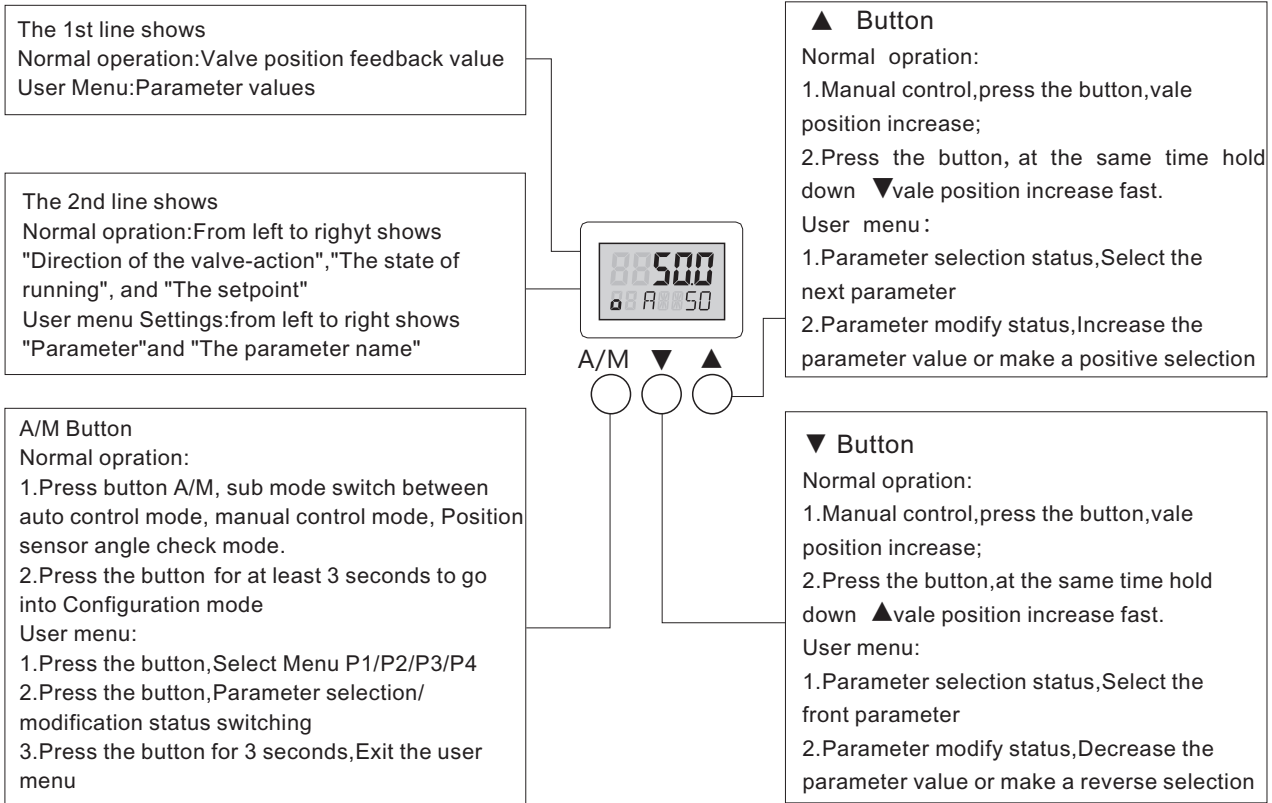 The 1st line shows
Normal operation:Valve position feedback value
User Menu:Parameter values
The 2nd line shows
Normal opration:From left to righyt shows
"Direction of the valve-action","The state of
running", and "The setpoint"
User menu Settings:from left to right shows
"Parameter"and "The parameter name"
A/M Button
Normal opration:
1.Press button A/M, sub mode switch between
auto control mode, manual control mode, Position
sensor angle check mode.
2.Press the button for at least 3 seconds to go
into Configuration mode
User menu:
1.Press the button,Select Menu P1/P2/P3/P4
2.Press the button,Parameter selection/
modification status switching
3.Press the button for 3 seconds,Exit the user
menu
50.0
A 50
A/M ▼ ▲
▲ Button
Normal opration:
1.Manual control,press the button,vale
position increase;
2.Press the button, at the same time hold
down ▼vale position increase fast.
User menu:
1.Parameter selection status,Select the
next parameter
2.Parameter modify status,Increase the
parameter value or make a positive selection
▼ Button
Normal opration:
1.Manual control,press the button,vale
position increase;
2.Press the button,at the same time hold
down ▲vale position increase fast.
User menu:
1.Parameter selection status,Select the
front parameter
2.Parameter modify status,Decrease the
parameter value or make a reverse selection